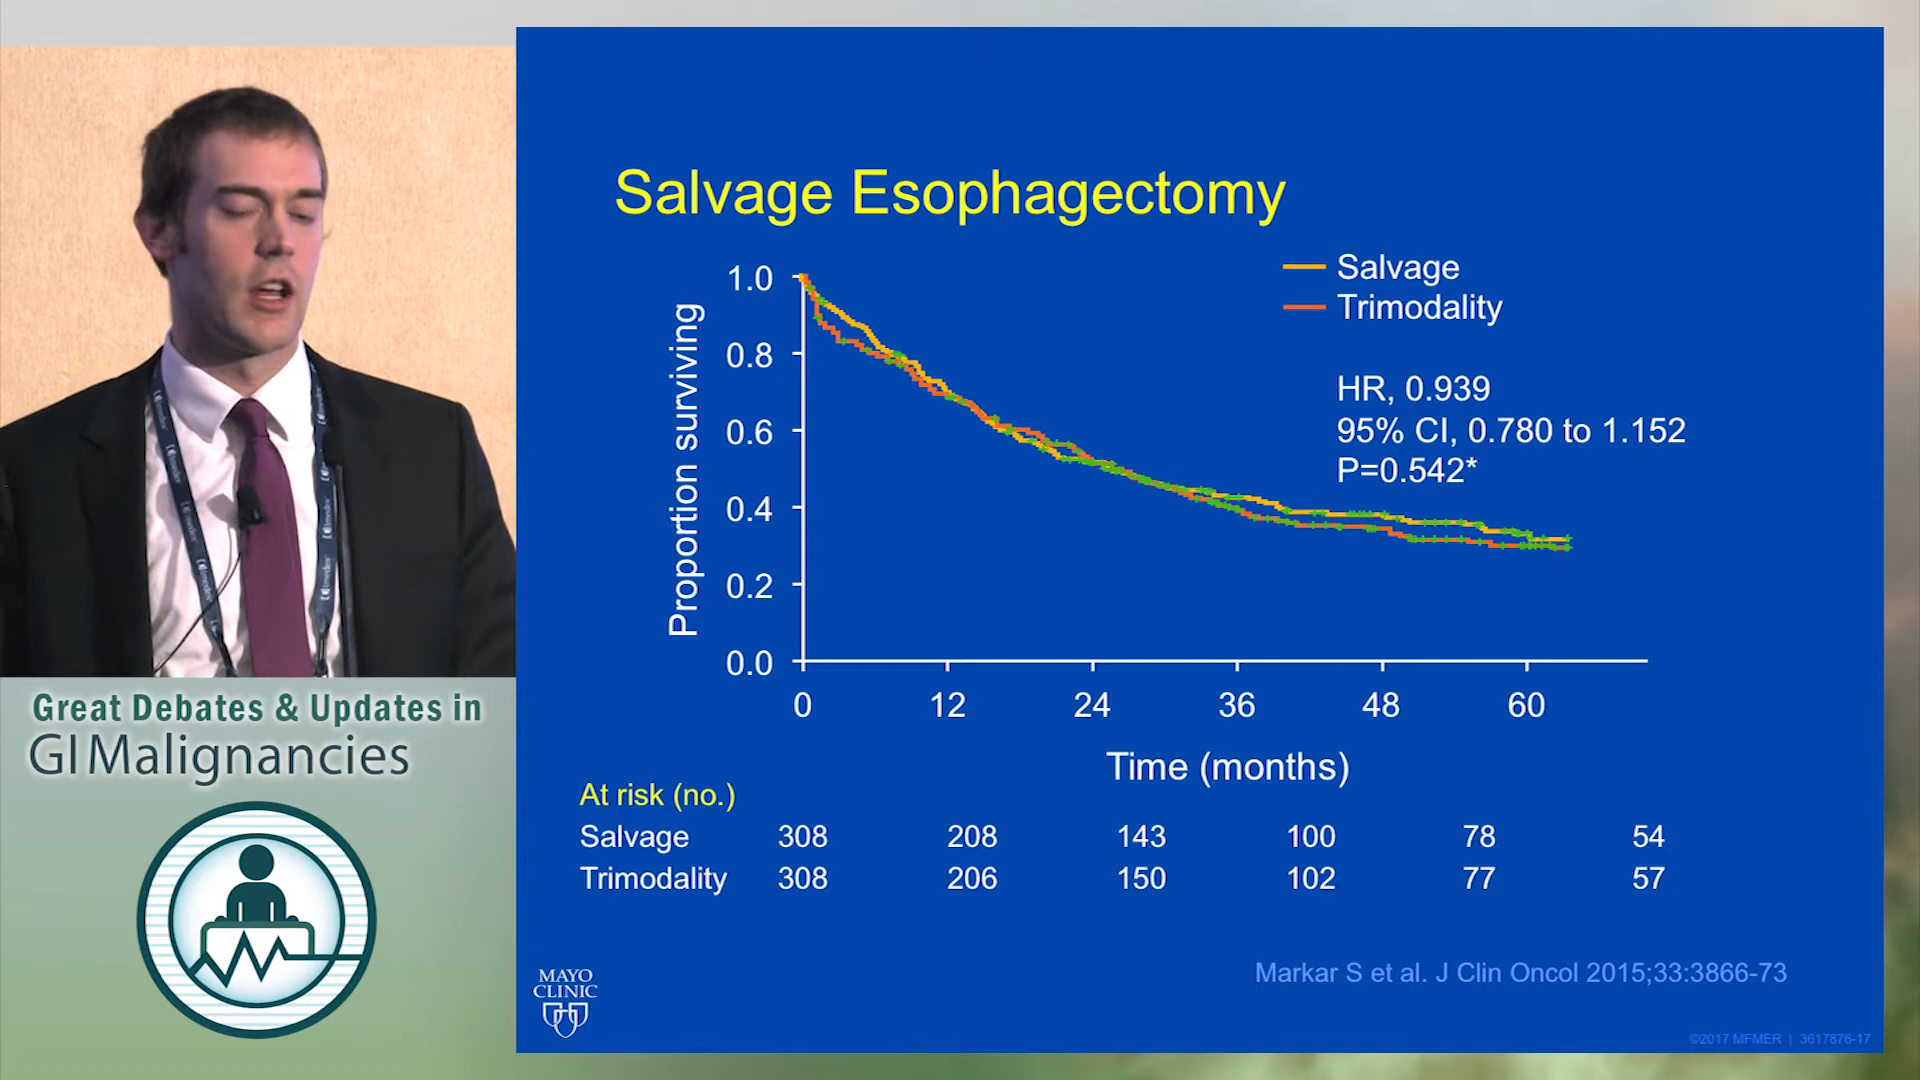 Salvage Esophagectomy
Salvage
Trimodality
HR, 0.939
95% CI, 0.780 to 1.152
P=0.542*
Proportion surviving
1.0
0.8
0.6
0.4
0.2
0.0
0 12 24 36 48 60
Time (months)
At risk (no.)
Salvage 308 208 143 100 78 54
Trimodality 308 206 150 102 77 57
Markar S et al. J Clin Oncol 2015;33:3866-73
MAYO
CLINIC
©2017 MFMER | 3617876-17
Great Debates & Updates in
GI Malignancies